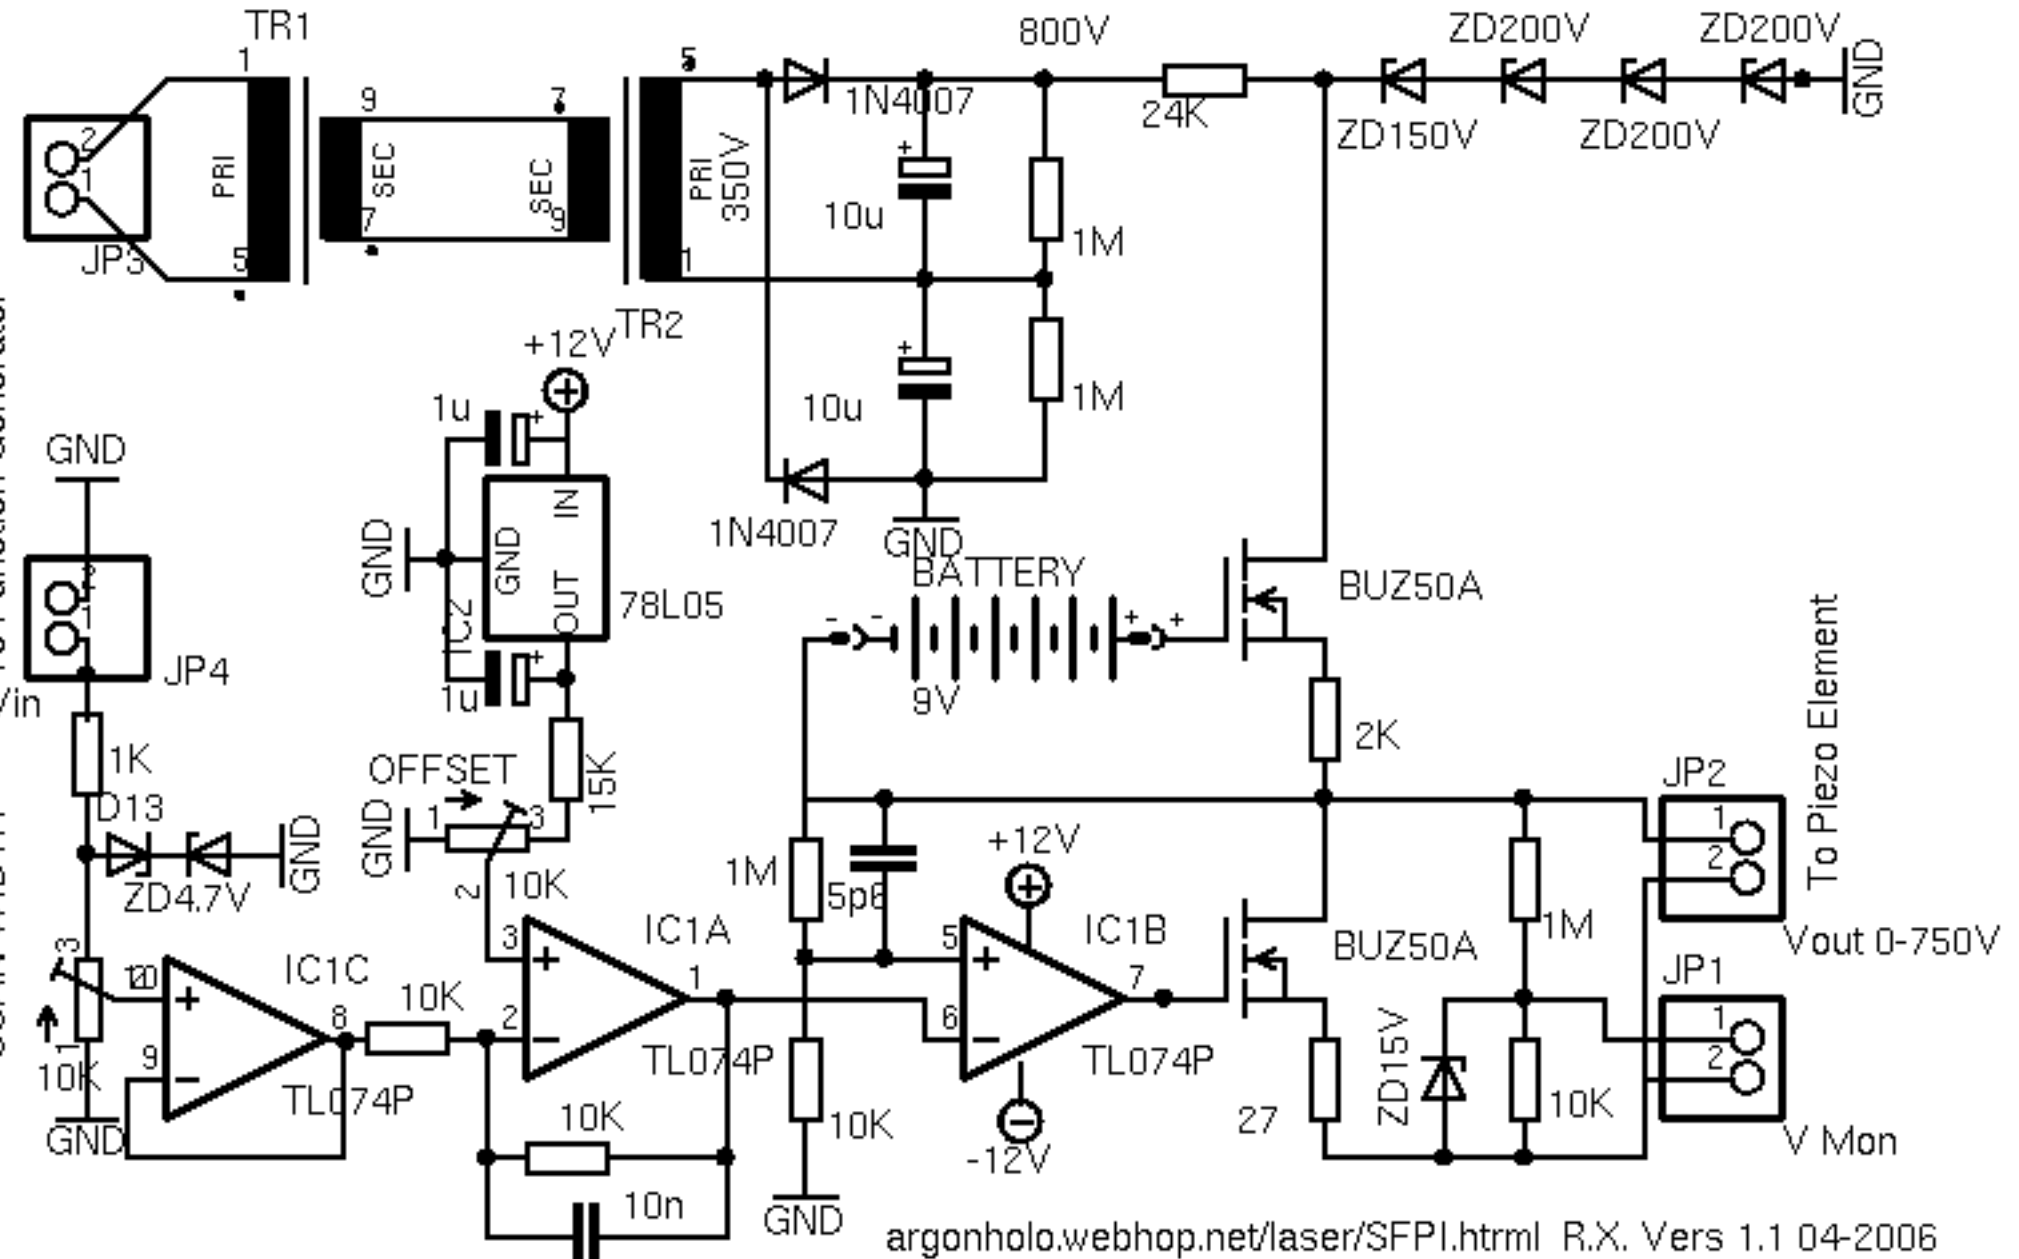 TR1
800V
ZD200V
ZD200V
1
5
9
7
1N4007
24K
ZD150V
ZD200V
GND
2
1
PRI
SEC
SEC
PRI
350V
7
9
10u
1M
JP3
5
1
TR2
+12V
+
1u
+
10u
1M
GND
IN
GND
GND
OUT
IC2
78L05
1N4007
GND
BATTERY
- -
+ +
9V
BUZ50A
2
1
JP4
1u
+
2K
1K
OFFSET
15K
GND
1
3
2
10K
D13
ZD4.7V
GND
1M
5p6
+12V
JP2
1
2
To Piezo Element
1M
Vout 0-750V
3
10
IC1C
9
8
10K
1
10K
TL074P
GND
3
2
IC1A
1
TL074P
10K
10n
5
6
IC1B
7
TL074P
-12V
10K
GND
BUZ50A
27
ZD15V
10K
JP1
1
2
V Mon
argonholo.webhop.net/laser/SFPI.html R.X. Vers 1.1 04-2006